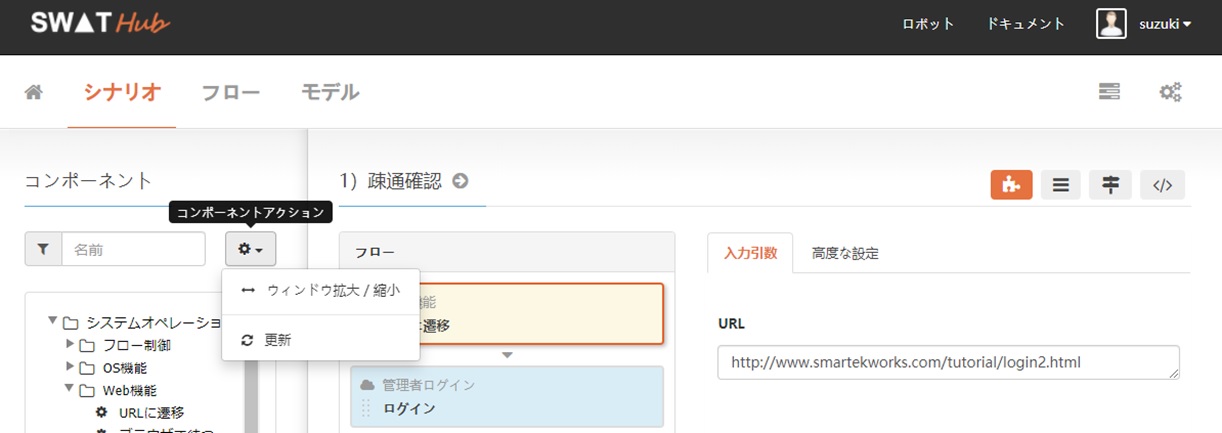 SWAT Hub
ロボット
ドキュメント
suzuki
シナリオ
フロー
モデル
コンポーネント
コンポーネントアクション
名前
ウィンドウ拡大 / 縮小
更新
システムオペレーショ
フロー制御
OS機能
Web機能
URLに遷移
1）疎通確認
フロー
機能
に遷移
管理者ログイン
ログイン
入力引数
高度な設定
URL
http://www.smartekworks.com/tutorial/login2.html